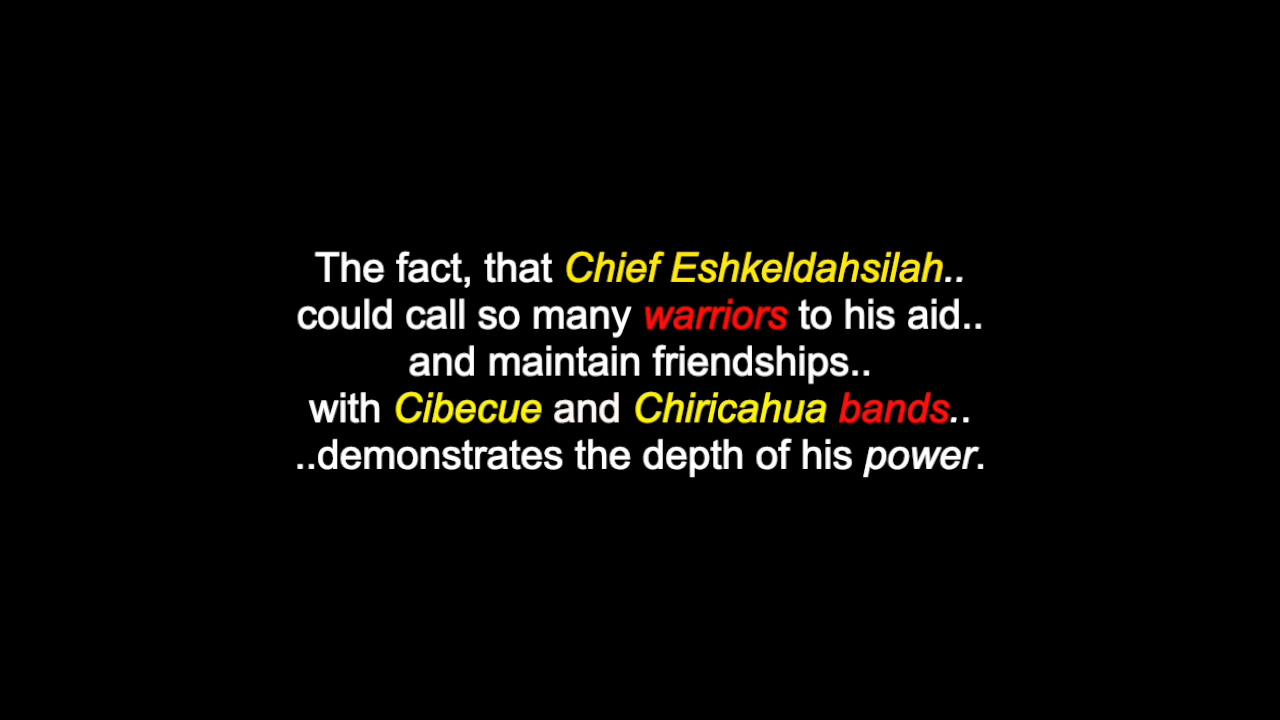 The fact, that Chief Eshkeldahsilah..
could call so many warriors to his aid..
and maintain friendships..
with Cibecue and Chiricahua bands..
..demonstrates the depth of his power.